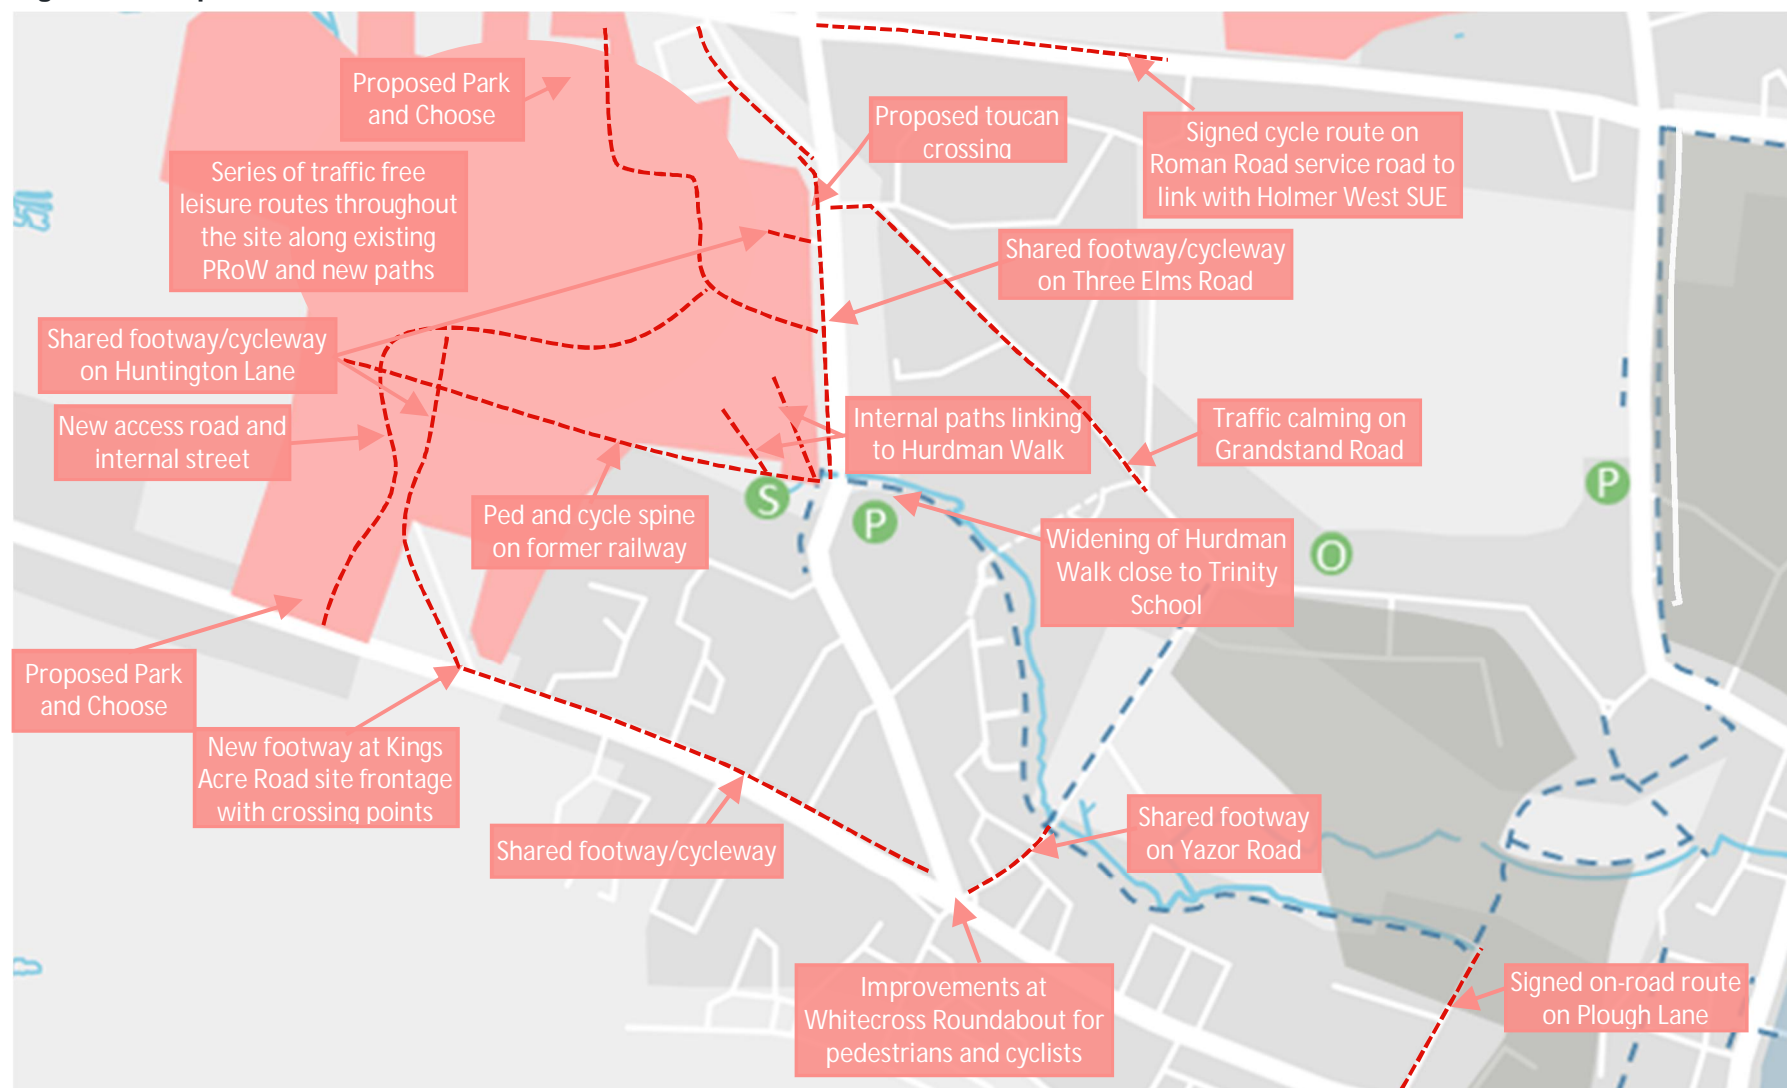 Proposed Park
and Choose
Proposed toucan
crossing
Signed cycle route on
Roman Road service road to
link with Holmer West SUE
Series of traffic free
leisure routes throughout
the site along existing
PRoW and new paths
Shared footway/cycleway
on Three Elms Road
Shared footway/cycleway
on Huntington Lane
New access road and
internal street
Internal paths linking
to Hurdman Walk
Traffic calming on
Grandstand Road
Ped and cycle spine
on former railway
S
P
P
O
Widening of Hurdman
Walk close to Trinity
School
Proposed Park
and Choose
New footway at Kings
Acre Road site frontage
with crossing points
Shared footway/cycleway
Shared footway
on Yazor Road
Improvements at
Whitecross Roundabout for
pedestrians and cyclists
Signed on-road route
on Plough Lane